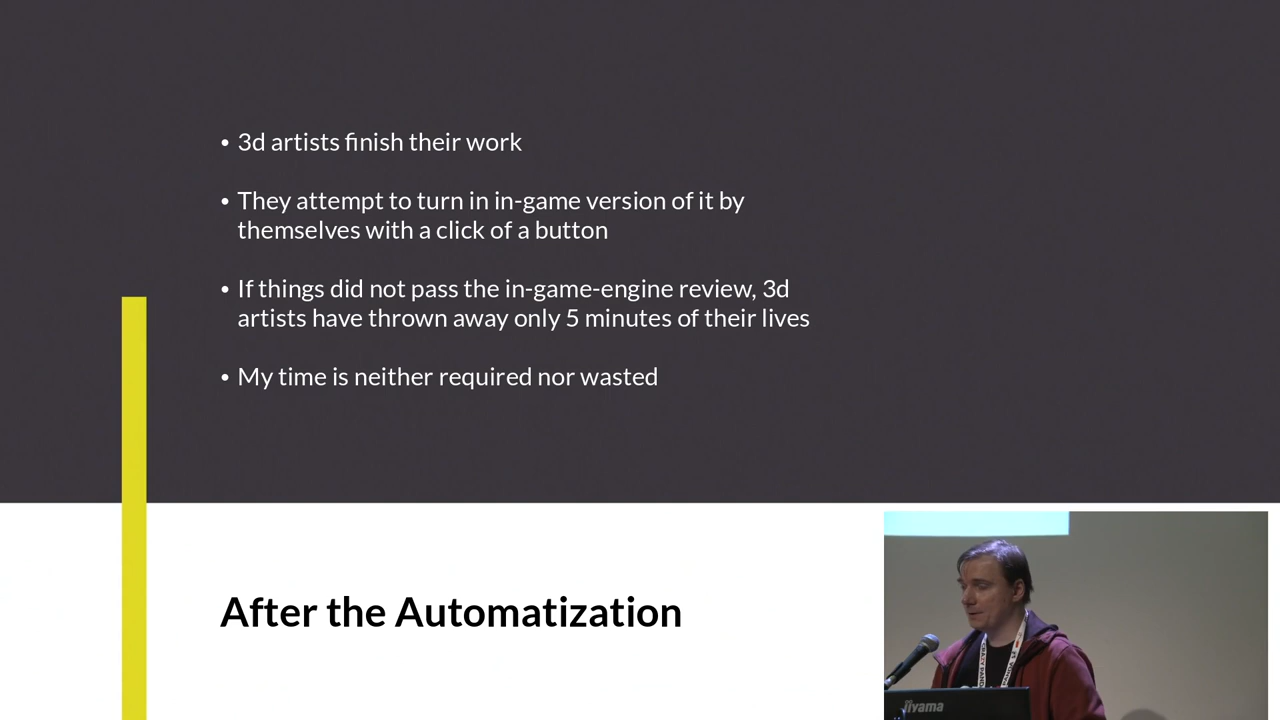 • 3d artists finish their work
• They attempt to turn in in-game version of it by
themselves with a click of a button
• If things did not pass the in-game-engine review, 3d
artists have thrown away only 5 minutes of their lives
• My time is neither required nor wasted
After the Automatization
iiyama